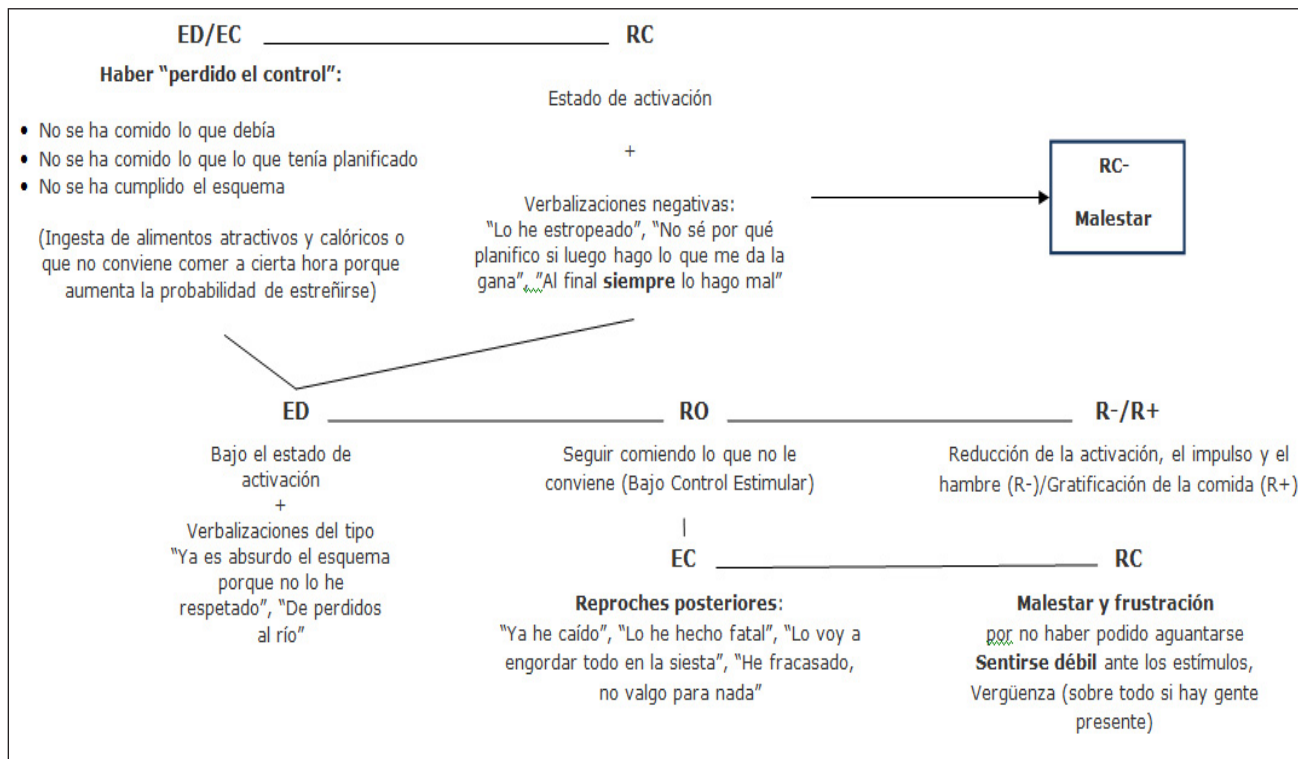 ED/EC RC
Haber “perdido el control”:
• No se ha comido lo que debía
• No se ha comido lo que lo que tenía planificado
• No se ha cumplido el esquema
(Ingesta de alimentos atractivos y calóricos o
que no conviene comer a cierta hora porque
aumenta la probabilidad de estreñirse)
Estado de activación
+
Verbalizaciones negativas:
“Lo he estropeado”, “No sé por qué
planifico si luego hago lo que me da la
gana”, ”Al final siempre lo hago mal”
RC-
Malestar
ED RO R-/R+
Bajo el estado de
activación
+
Verbalizaciones del tipo
“Ya es absurdo el esquema
porque no lo he
respetado”, “De perdidos
al río”
Seguir comiendo lo que no le
conviene (Bajo Control Estimular)
Reducción de la activación, el impulso y el
hambre (R-)/Gratificación de la comida (R+)
EC RC
Reproches posteriores:
“Ya he caído”, “Lo he hecho fatal”, “Lo voy a
engordar todo en la siesta”, “He fracasado,
no valgo para nada”
Malestar y frustración
por no haber podido aguantarse
Sentirse débil ante los estímulos,
Vergüenza (sobre todo si hay gente
presente)